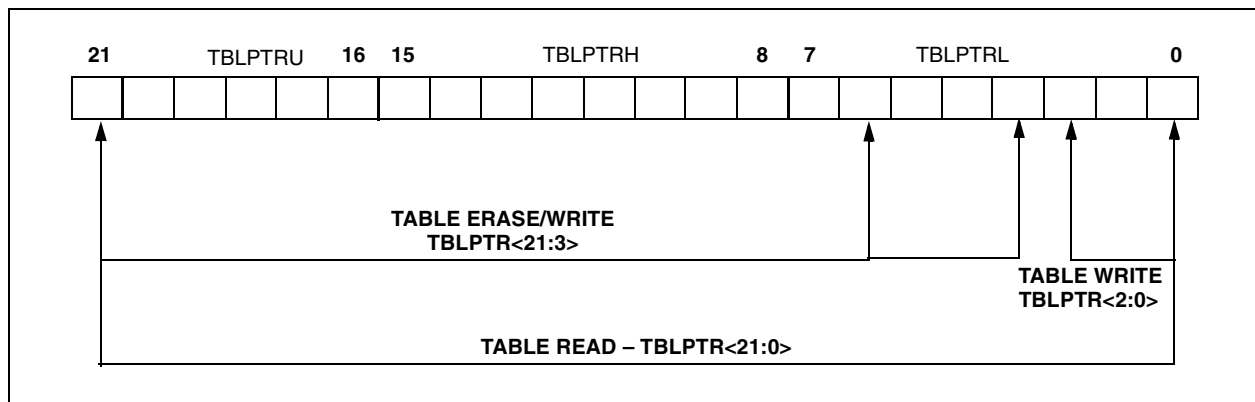 21 TBLPTRU 16 15 TBLPTRH 8 7 TBLPTRL 0
TABLE ERASE/WRITE
TBLPTR<21:3>
TABLE WRITE
TBLPTR<2:0>
TABLE READ – TBLPTR<21:0>